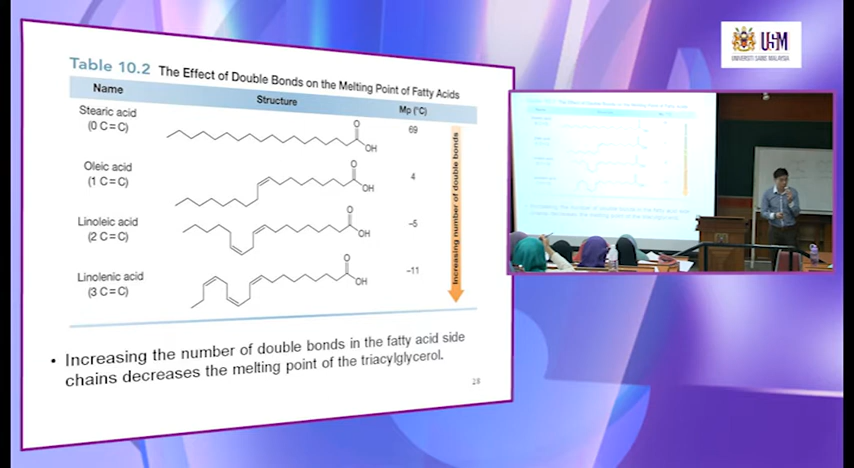 USM
UNIVERSITI SAINS MALAYSIA
Table 10.2 The Effect of Double Bonds on the Melting Point of Fatty Acids
Name Structure Mp (°C)
Stearic acid
(0 C=C)
O
OH
69
Oleic acid
(1 C=C)
O
OH
4
Linoleic acid
(2 C=C)
O
OH
–5
Linolenic acid
(3 C=C)
O
OH
–11
Increasing number of double bonds
• Increasing the number of double bonds in the fatty acid side
chains decreases the melting point of the triacylglycerol.
28